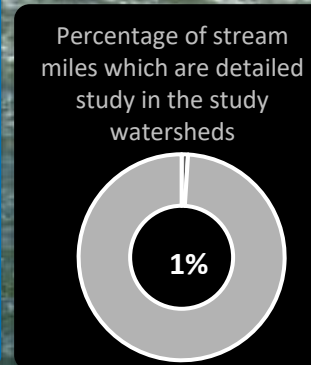 Percentage of stream
miles which are detailed
study in the study
watersheds
1%